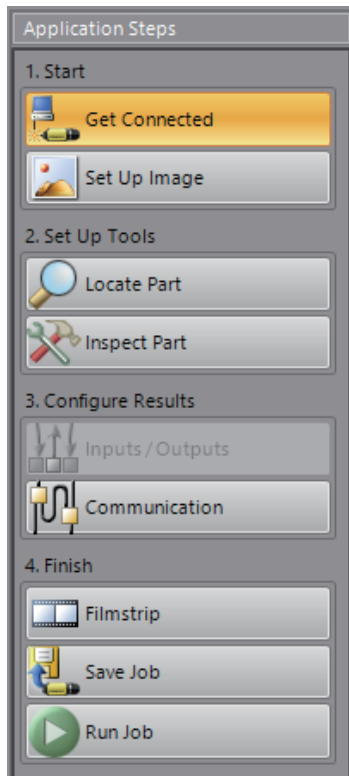 Application Steps
1. Start
Get Connected
Set Up Image
2. Set Up Tools
Locate Part
Inspect Part
3. Configure Results
Inputs / Outputs
Communication
4. Finish
Filmstrip
Save Job
Run Job